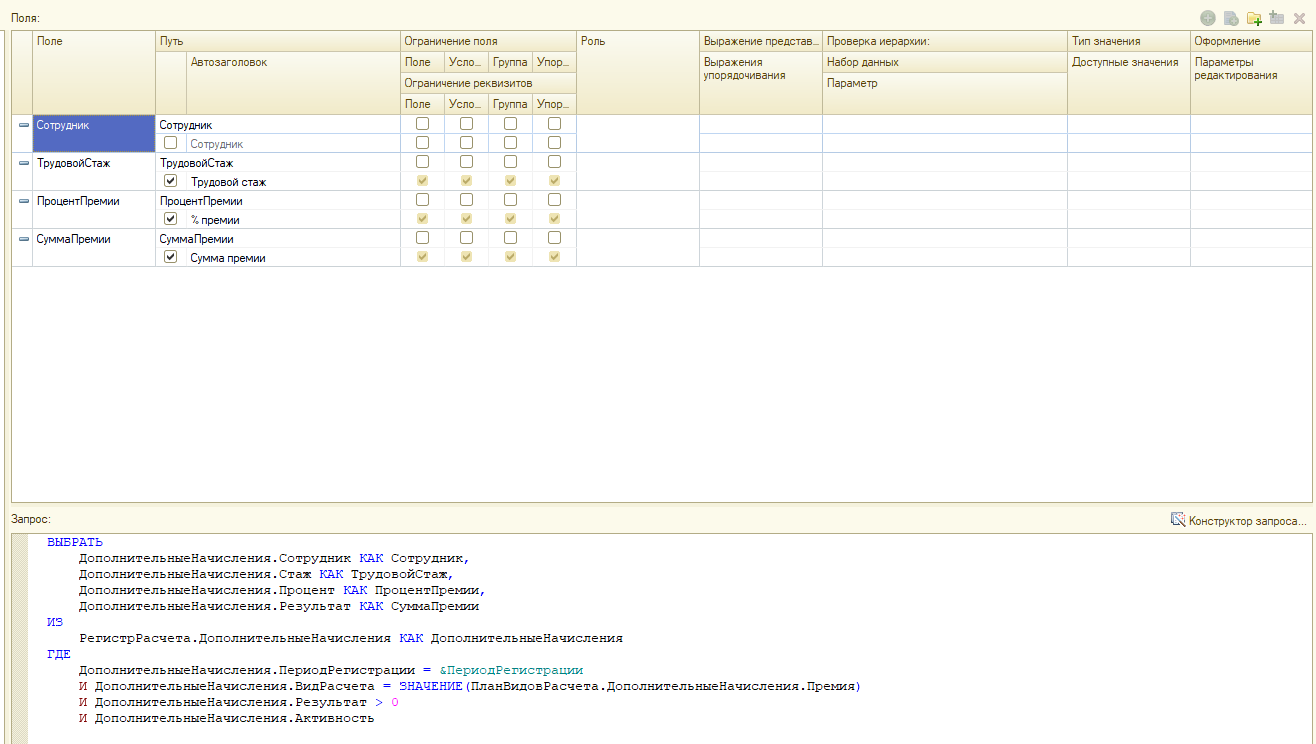 Поля:
Поле Путь Ограничение поля Роль Выражение представ... Проверка иерархии: Тип значения Оформление
Автозаголовок Поле Усло... Группа Упор... Выражения упорядочивания Набор данных Доступные значения Параметры редактирования
Ограничение реквизитов Параметр
Поле Усло... Группа Упор...
Сотрудник Сотрудник
Сотрудник
ТрудовойСтаж ТрудовойСтаж
Трудовой стаж
ПроцентПремии ПроцентПремии
% премии
СуммаПремии СуммаПремии
Сумма премии
Запрос: Конструктор запроса...
ВЫБРАТЬ
ДополнительныеНачисления.Сотрудник КАК Сотрудник,
ДополнительныеНачисления.Стаж КАК ТрудовойСтаж,
ДополнительныеНачисления.Процент КАК ПроцентПремии,
ДополнительныеНачисления.Результат КАК СуммаПремии
ИЗ
РегистрРасчета.ДополнительныеНачисления КАК ДополнительныеНачисления
ГДЕ
ДополнительныеНачисления.ПериодРегистрации = &ПериодРегистрации
И ДополнительныеНачисления.ВидРасчета = ЗНАЧЕНИЕ(ПланВидовРасчета.ДополнительныеНачисления.Премия)
И ДополнительныеНачисления.Результат > 0
И ДополнительныеНачисления.Активность